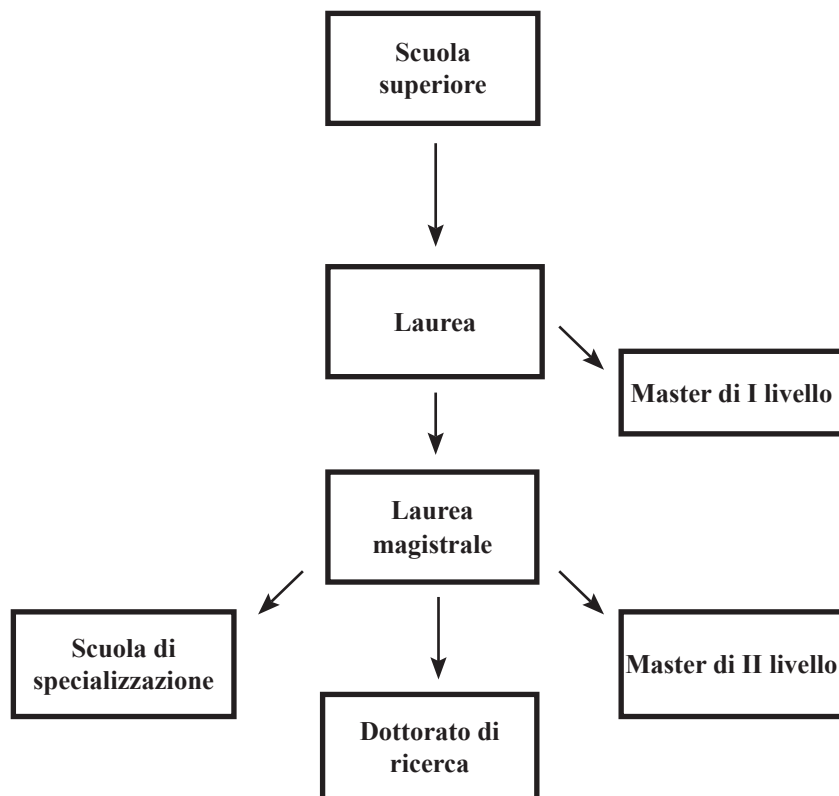 Scuola
superiore
Laurea
Master di I livello
Laurea
magistrale
Scuola di
specializzazione
Master di II livello
Dottorato di
ricerca